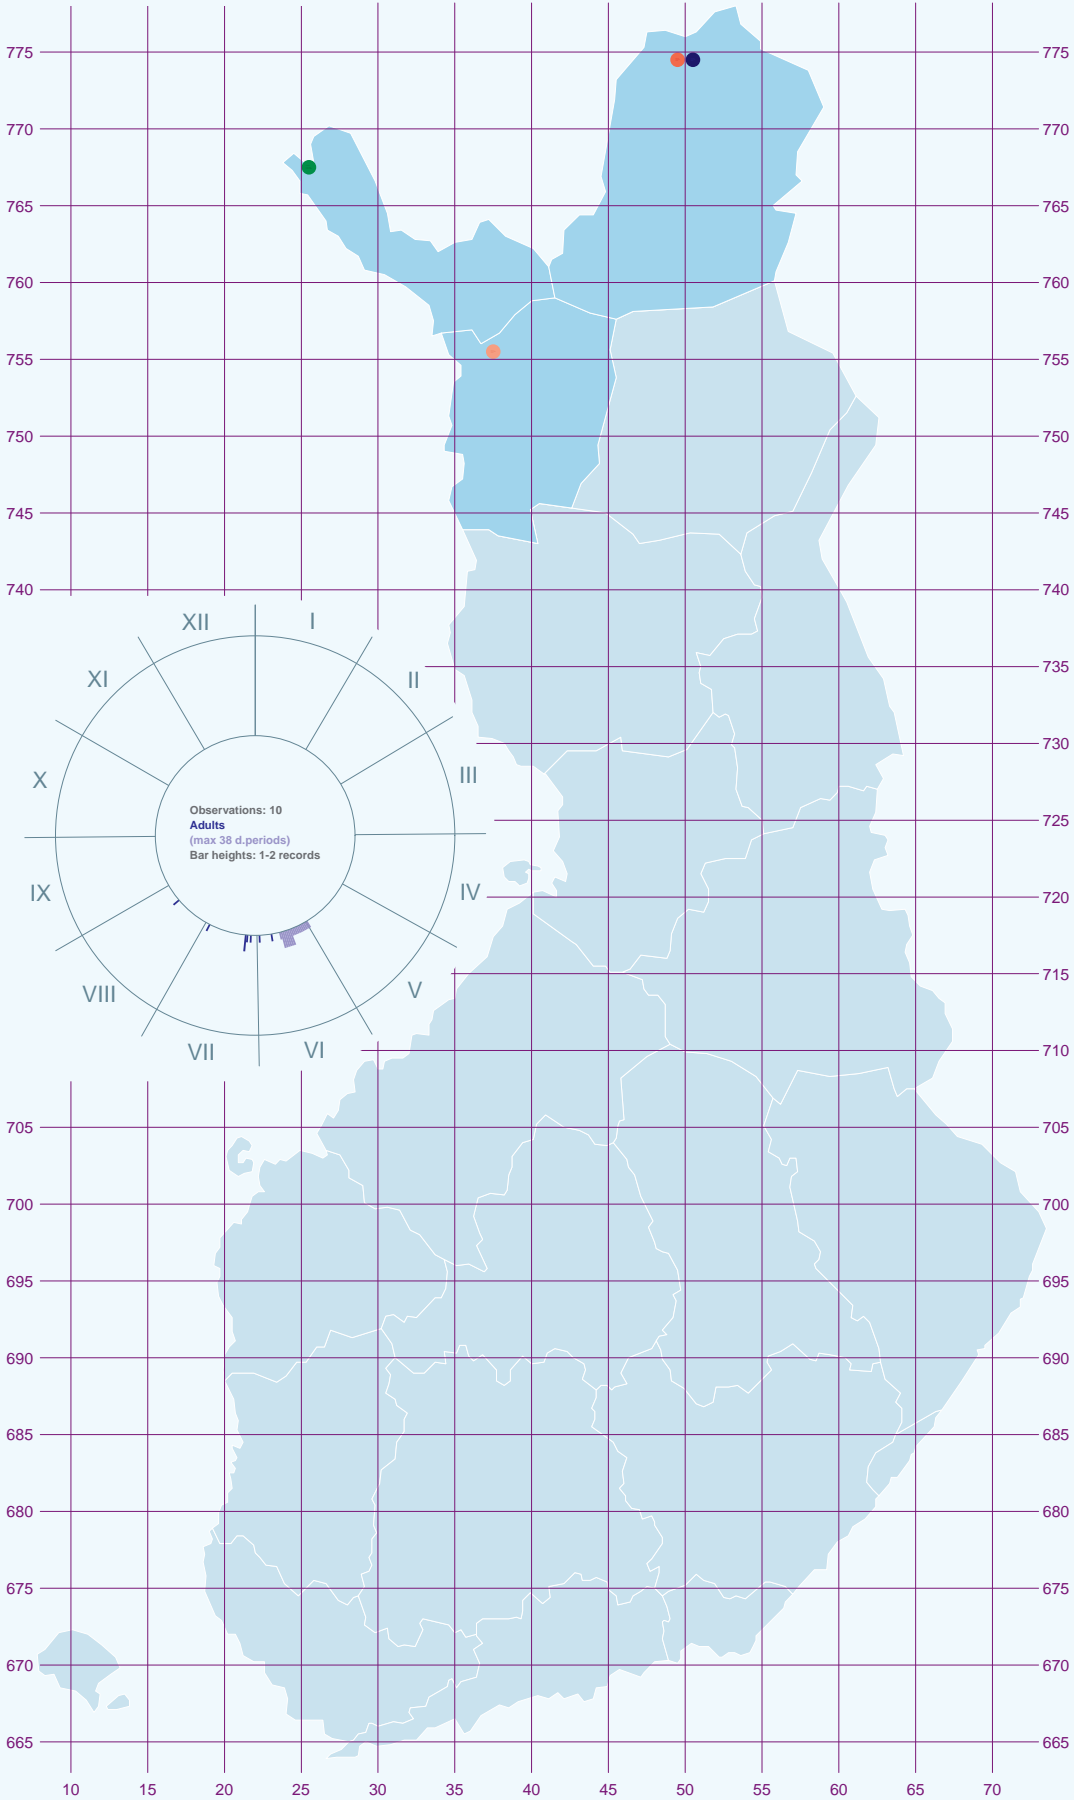 775 775
770 770
765 765
760 760
755 755
750 750
745 745
740 740
XII I
735
XI II
730
X III
Observations: 10
Adults
(max 38 d.periods)
Bar heights: 1-2 records
725
IX IV
720
715
VIII V
VII VI
710
705 705
700 700
695 695
690 690
685 685
680 680
675 675
670 670
665 665
10 15 20 25 30 35 40 45 50 55 60 65 70